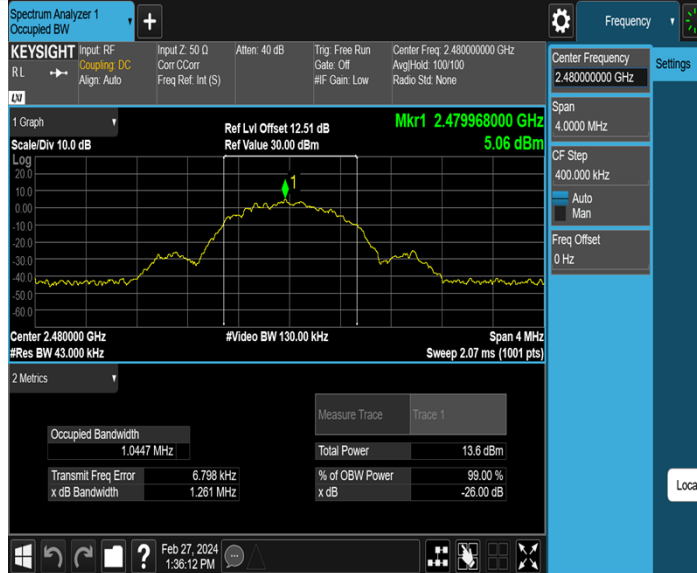 Spectrum Analyzer 1
Occupied BW
+
Frequency
KEYSIGHT
RL
LXI
Input: RF
Coupling: DC
Align: Auto
Input Z: 50 Ω
Corr CCorr
Freq Ref: Int (S)
Atten: 40 dB
Trig: Free Run
Gate: Off
#IF Gain: Low
Center Freq: 2.480000000 GHz
Avg|Hold: 100/100
Radio Std: None
Center Frequency
2.480000000 GHz
Settings
Span
4.0000 MHz
CF Step
400.000 kHz
Auto
Man
Freq Offset
0 Hz
1 Graph
Scale/Div 10.0 dB
Ref Lvl Offset 12.51 dB
Ref Value 30.00 dBm
Mkr1 2.479968000 GHz
5.06 dBm
Log
20.0
10.0
0.00
-10.0
-20.0
-30.0
-40.0
-50.0
-60.0
1
Center 2.480000 GHz
#Res BW 43.000 kHz
#Video BW 130.00 kHz
Span 4 MHz
Sweep 2.07 ms (1001 pts)
2 Metrics
Measure Trace
Trace 1
Occupied Bandwidth
1.0447 MHz
Total Power
13.6 dBm
Transmit Freq Error
6.798 kHz
% of OBW Power
99.00 %
x dB Bandwidth
1.261 MHz
x dB
-26.00 dB
Loca
?
Feb 27, 2024
1:36:12 PM